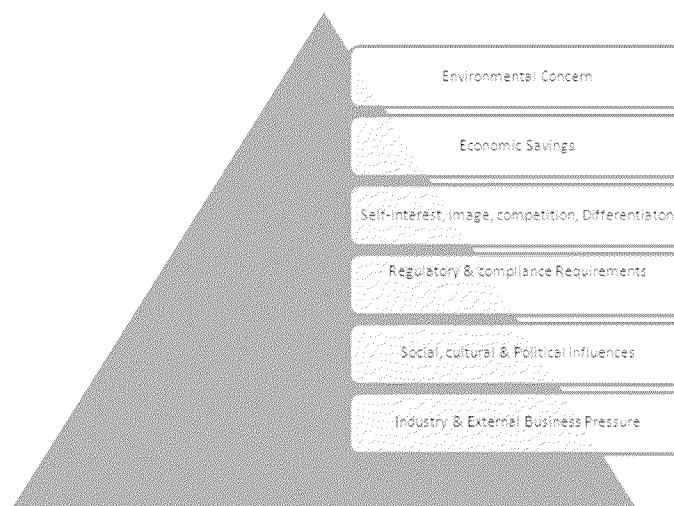 Environmental Concern
Economic Savings
Self-interest, image, competition, Differentiaton
Regulatory & compliance Requirements
Social, cultural & Political influences
Industry & External Business Pressure